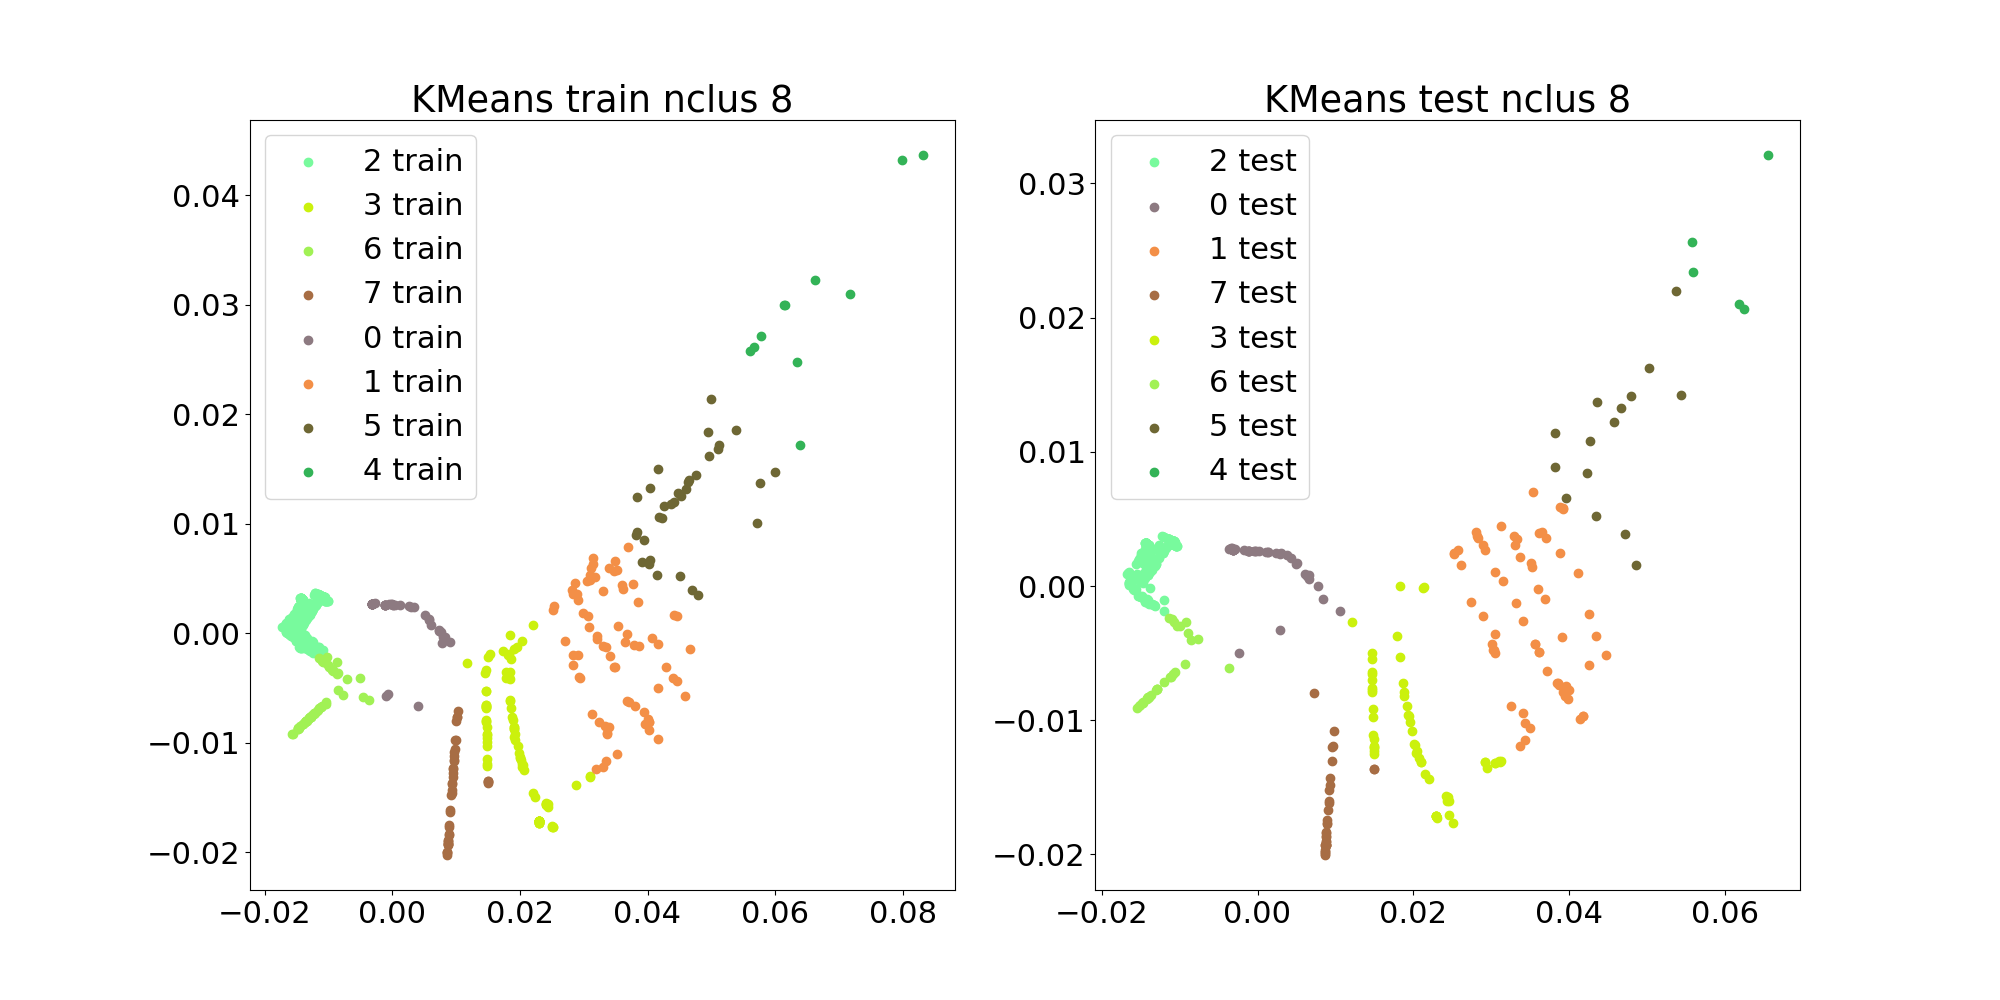 KMeans train nclus 8
2 train
3 train
6 train
7 train
0 train
1 train
5 train
4 train
0.04
0.03
0.02
0.01
0.00
−0.01
−0.02
−0.02 0.00 0.02 0.04 0.06 0.08
KMeans test nclus 8
2 test
0 test
1 test
7 test
3 test
6 test
5 test
4 test
0.03
0.02
0.01
0.00
−0.01
−0.02
−0.02 0.00 0.02 0.04 0.06